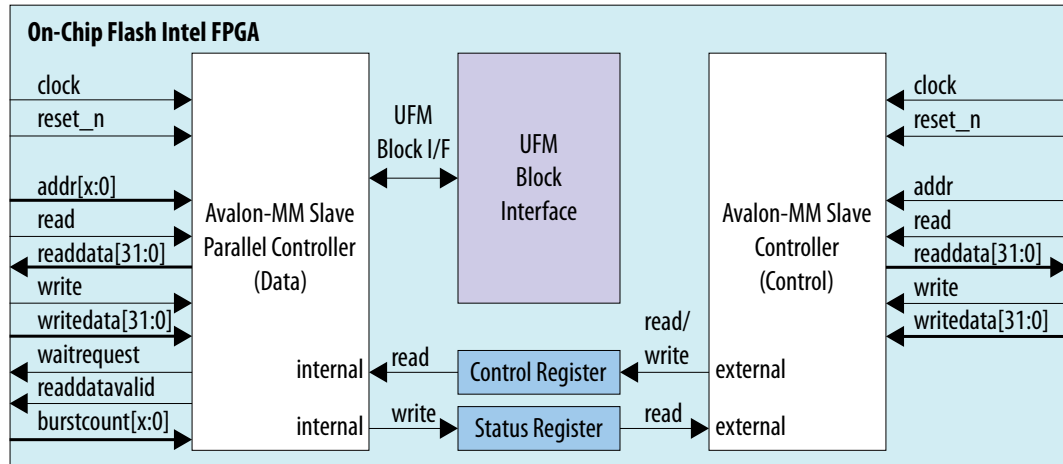 On-Chip Flash Intel FPGA
clock
reset_n
addr[x:0]
read
readdata[31:0]
write
writedata[31:0]
waitrequest
readdatavalid
burstcount[x:0]
Avalon-MM Slave
Parallel Controller
(Data)
internal
internal
UFM
Block I/F
read
write
UFM
Block
Interface
Control Register
Status Register
read/
write
read
Avalon-MM Slave
Controller
(Control)
external
external
clock
reset_n
addr
read
readdata[31:0]
write
writedata[31:0]